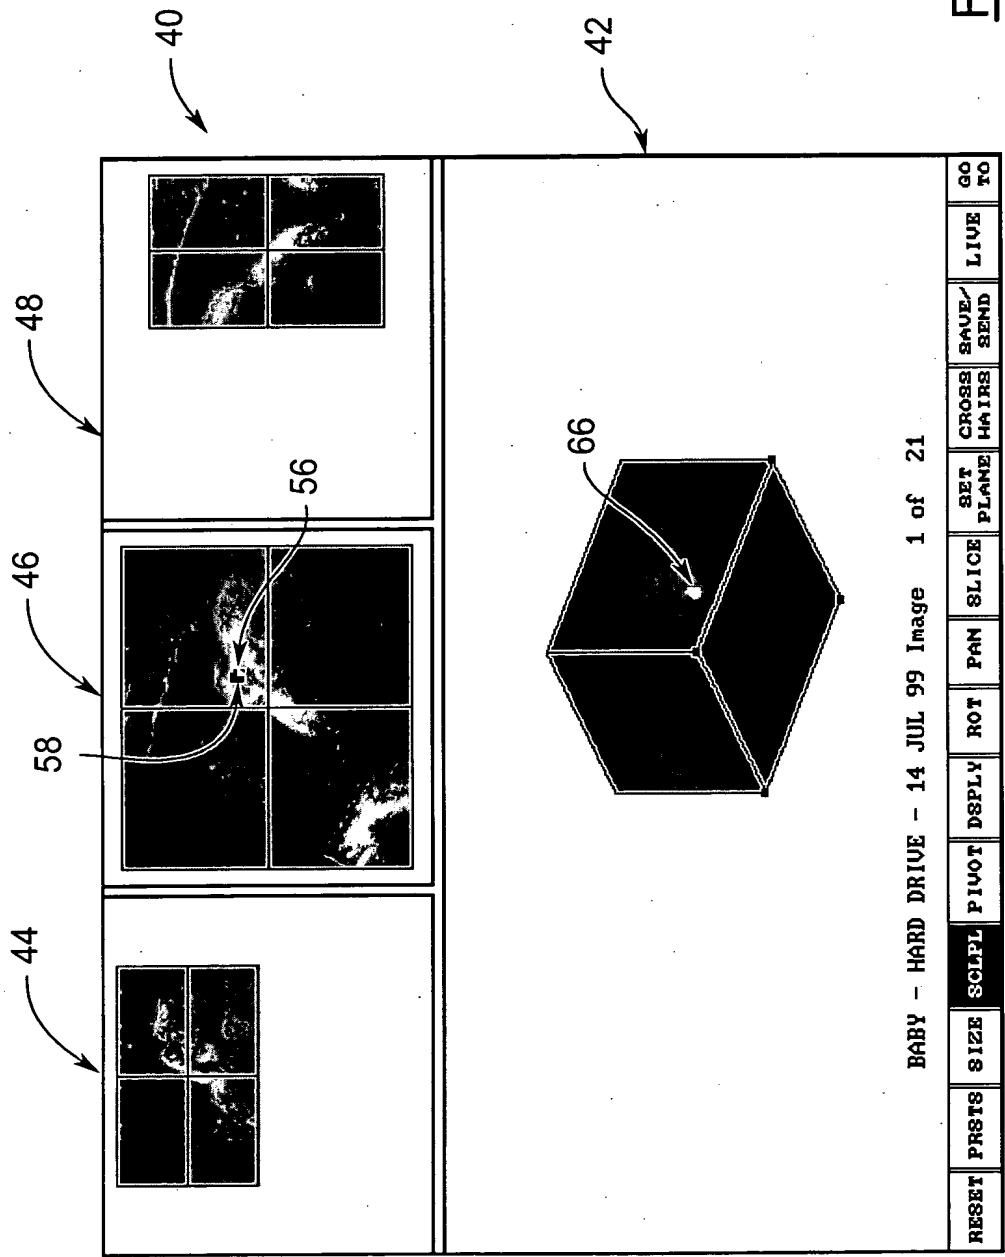 44
46
48
58
40
56
42
66
BABY - HARD DRIVE - 14 JUL 99 Image 1 of 21
RESET
PRSTS
SIZE
SCLPL
PIVOT
DSPLY
ROT
PAN
SLICE
SET
PLANE
CROSS
HAIRS
SAVE/
SEND
LIVE
GO
TO